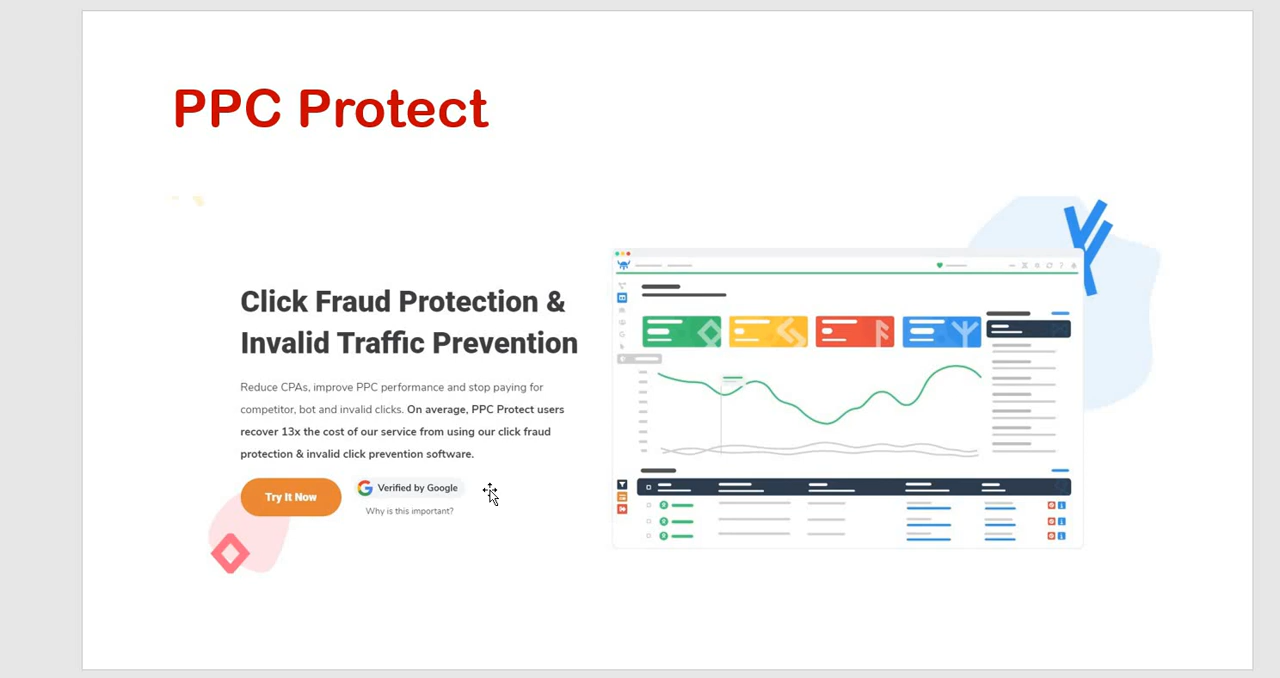 PPC Protect
Click Fraud Protection &
Invalid Traffic Prevention
Reduce CPAs, improve PPC performance and stop paying for
competitor, bot and invalid clicks. On average, PPC Protect users
recover 13x the cost of our service from using our click fraud
protection & invalid click prevention software.
Try It Now
Verified by Google
Why is this important?